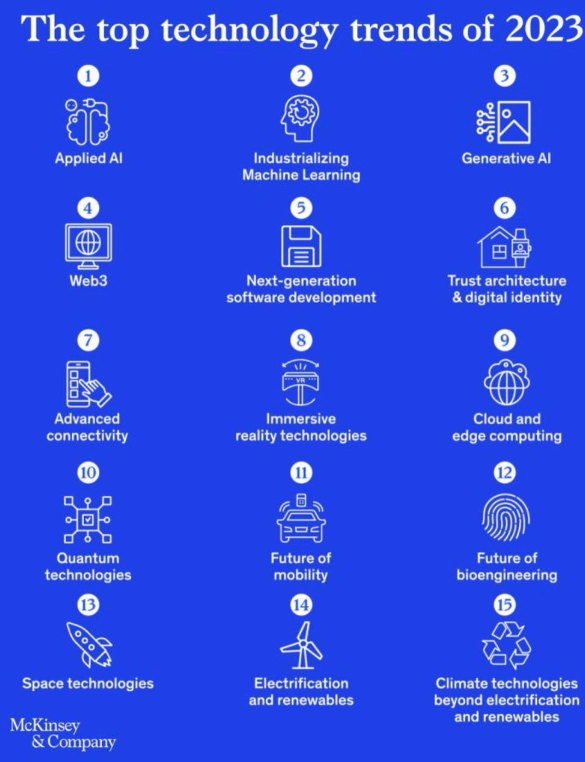 The top technology trends of 2023
1
Applied AI
2
Industrializing
Machine Learning
3
Generative AI
4
Web3
5
Next-generation
software development
6
Trust architecture
& digital identity
7
Advanced
connectivity
8
VR
Immersive
reality technologies
9
Cloud and
edge computing
10
Quantum
technologies
11
Future of
mobility
12
Future of
bioengineering
13
Space technologies
14
Electrification
and renewables
15
Climate technologies
beyond electrification
and renewables
McKinsey
& Company